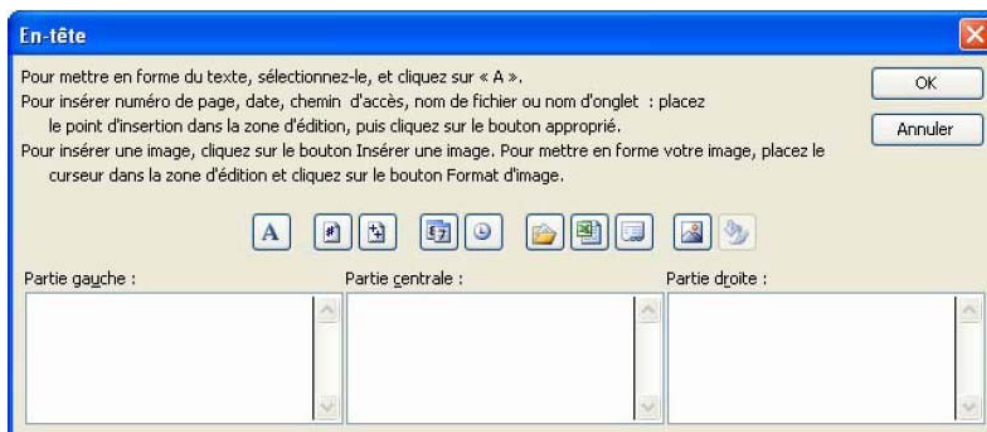 En-tête
Pour mettre en forme du texte, sélectionnez-le, et cliquez sur « A ».
Pour insérer numéro de page, date, chemin d'accès, nom de fichier ou nom d'onglet : placez
le point d'insertion dans la zone d'édition, puis cliquez sur le bouton approprié.
Pour insérer une image, cliquez sur le bouton Insérer une image. Pour mettre en forme votre image, placez le
curseur dans la zone d'édition et cliquez sur le bouton Format d'image.
OK
Annuler
A
Partie gauche :
Partie centrale :
Partie droite :